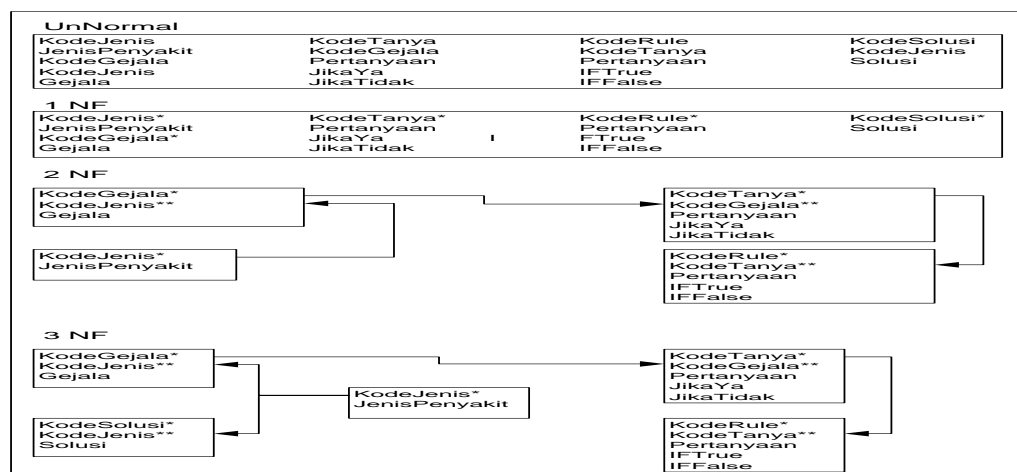 UnNormal
KodeJenis KodeTanya KodeRule KodeSolusi
JenisPenyakit KodeGejala KodeTanya KodeJenis
KodeGejala Pertanyaan Pertanyaan Solusi
KodeJenis JikaYa IFTrue
Gejala JikaTidak IFFalse
1 NF
KodeJenis* KodeTanya* KodeRule* KodeSolusi*
JenisPenyakit Pertanyaan Pertanyaan Solusi
KodeGejala* JikaYa I FTrue
Gejala JikaTidak IFFalse
2 NF
KodeGejala*
KodeJenis**
Gejala
KodeTanya*
KodeGejala**
Pertanyaan
JikaYa
JikaTidak
KodeJenis*
JenisPenyakit
KodeRule*
KodeTanya**
Pertanyaan
IFTrue
IFFalse
3 NF
KodeGejala*
KodeJenis**
Gejala
KodeTanya*
KodeGejala**
Pertanyaan
JikaYa
JikaTidak
KodeJenis*
JenisPenyakit
KodeSolusi*
KodeJenis**
Solusi
KodeRule*
KodeTanya**
Pertanyaan
IFTrue
IFFalse